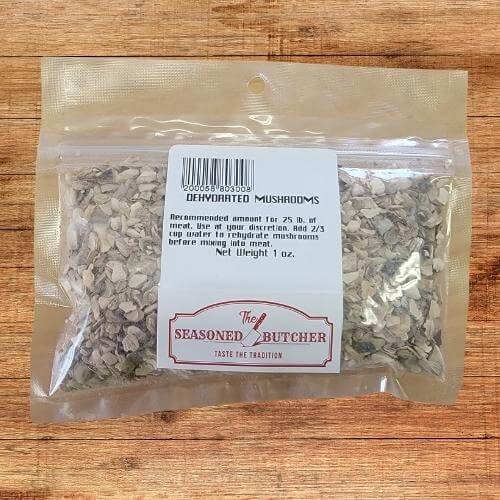 200055 803008
DEHYDRATED MUSHROOMS
Recommended amount for 25 lb. of
meat. Use at your discretion. Add 2/3
cup water to rehydrate mushrooms
before mixing into meat.
Net Weight 1 oz.
The
SEASONED BUTCHER
TASTE THE TRADITION